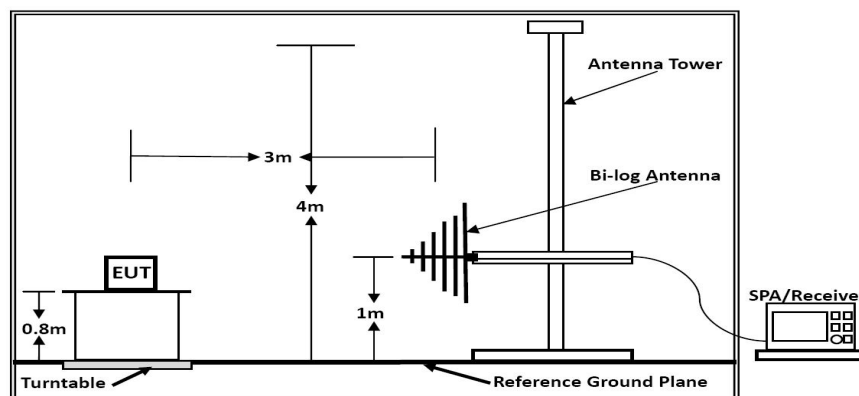 Antenna Tower
3m
Bi-log Antenna
4m
EUT
SPA/Receive
0.8m
1m
Turntable
Reference Ground Plane